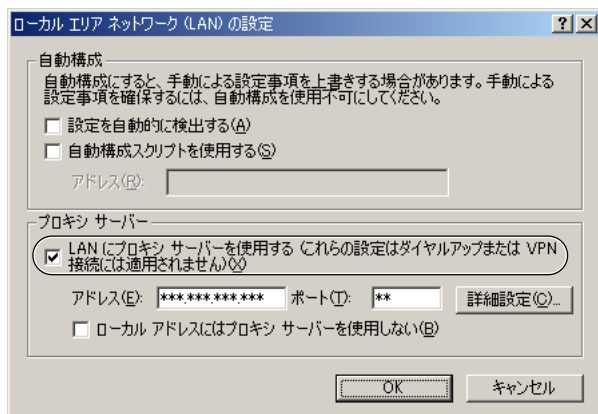 ローカル エリア ネットワーク (LAN) の設定
自動構成
自動構成にすると、手動による設定事項を上書きする場合があります。手動による
設定事項を確保するには、自動構成を使用不可にしてください。
設定を自動的に検出する(A)
自動構成スクリプトを使用する(S)
アドレス(R):
プロキシ サーバー
LAN にプロキシ サーバーを使用する (これらの設定はダイヤルアップまたは VPN
接続には適用されません)(X)
アドレス(E): ***.***.***.*** ポート(T): ** 詳細設定(C)...
ローカル アドレスにはプロキシ サーバーを使用しない(B)
OK キャンセル